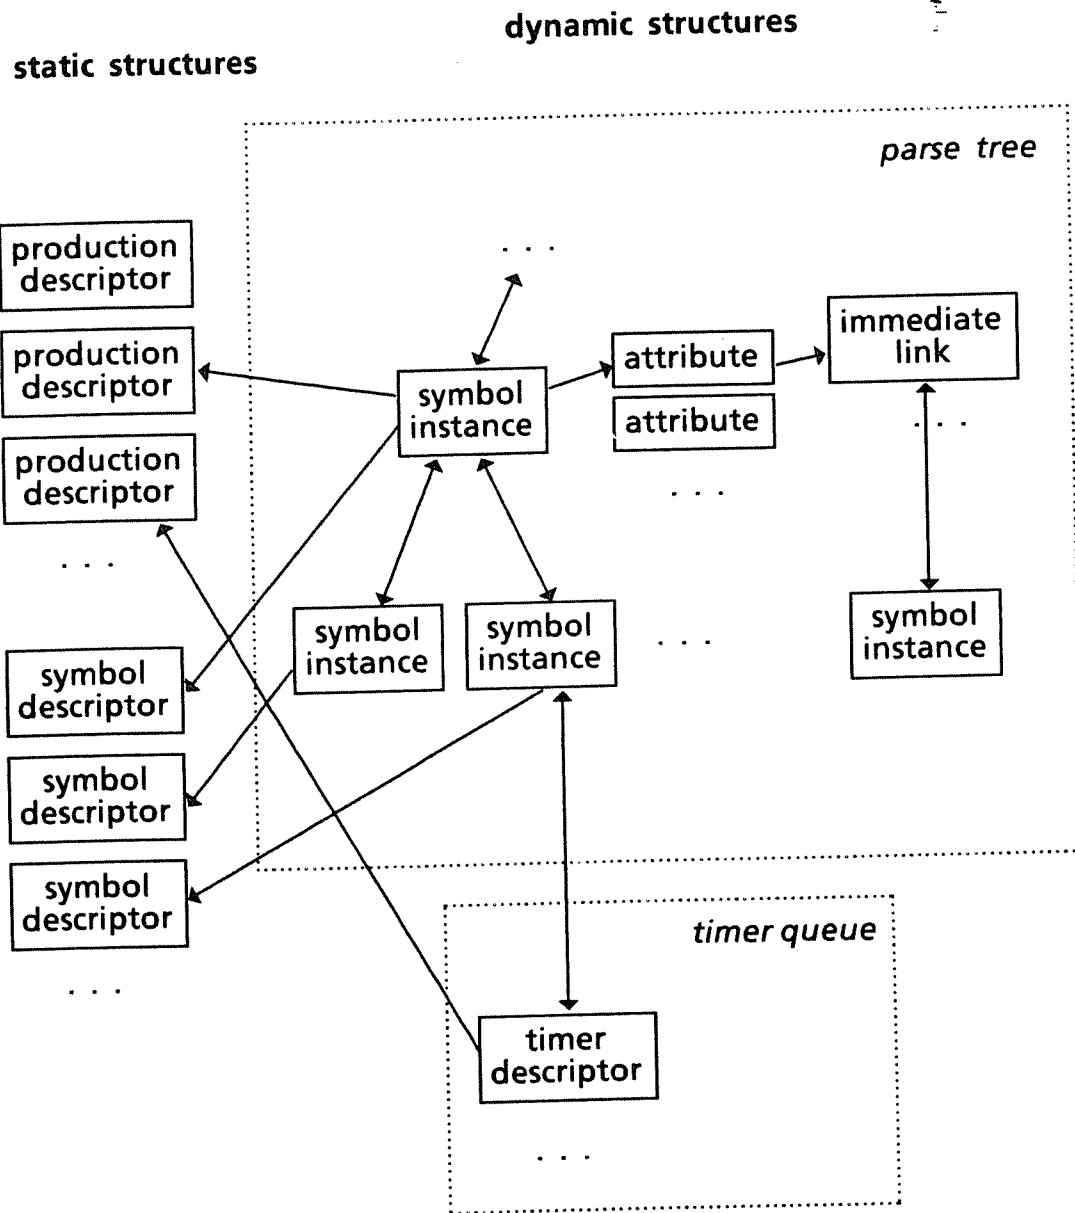 dynamic structures
static structures
parse tree
production
descriptor
. . .
immediate
link
production
descriptor
attribute
symbol
instance
attribute
. . .
production
descriptor
. . .
. . .
symbol
instance
symbol
instance
. . .
symbol
instance
symbol
descriptor
symbol
descriptor
symbol
descriptor
timer queue
. . .
timer
descriptor
. . .